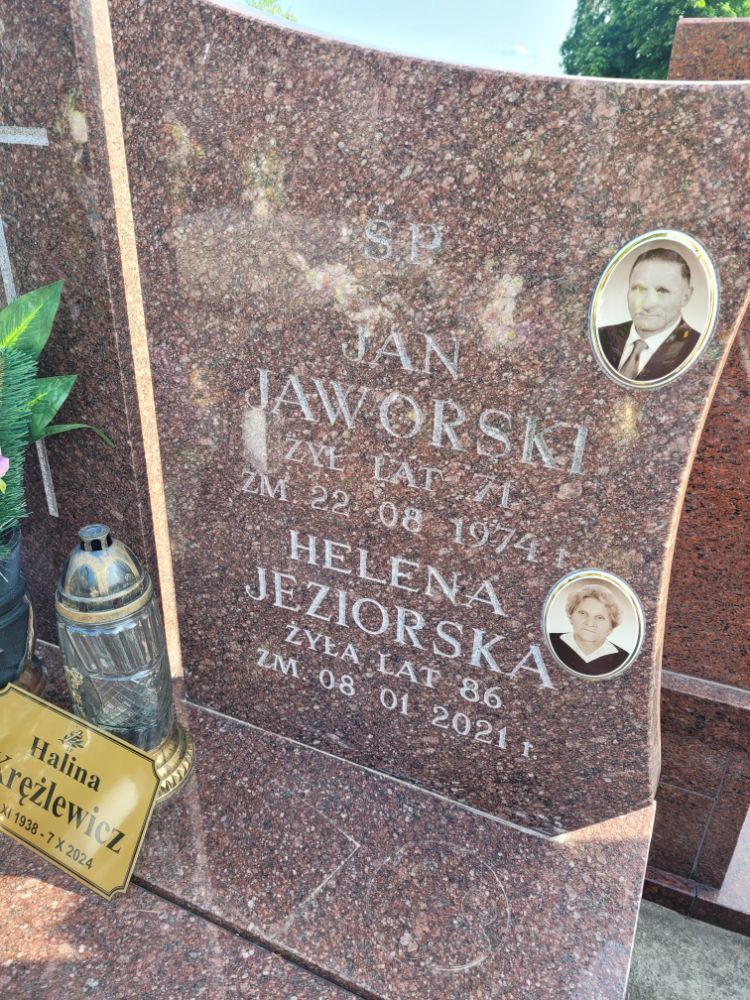 ŚP
JAN
JAWORSKI
ŻYŁ LAT 71
ZM. 22 08 1974 r.
HELENA
JEZIORSKA
ŻYŁA LAT 86
ZM 08 01 2021 r.
Halina
Krężlewicz
XI 1938 - 7 X 2024